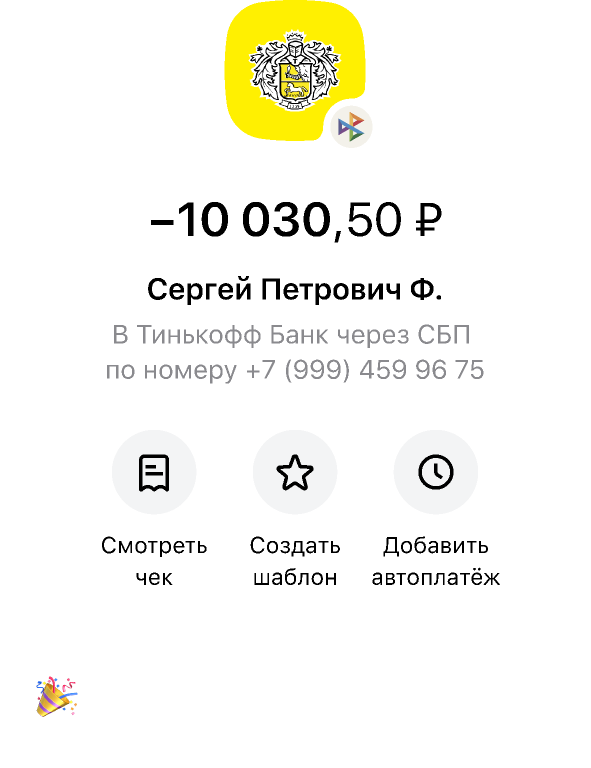 −10 030,50 ₽
Сергей Петрович Ф.
В Тинькофф Банк через СБП
по номеру +7 (999) 459 96 75
Смотреть
чек
Создать
шаблон
Добавить
автоплатёж